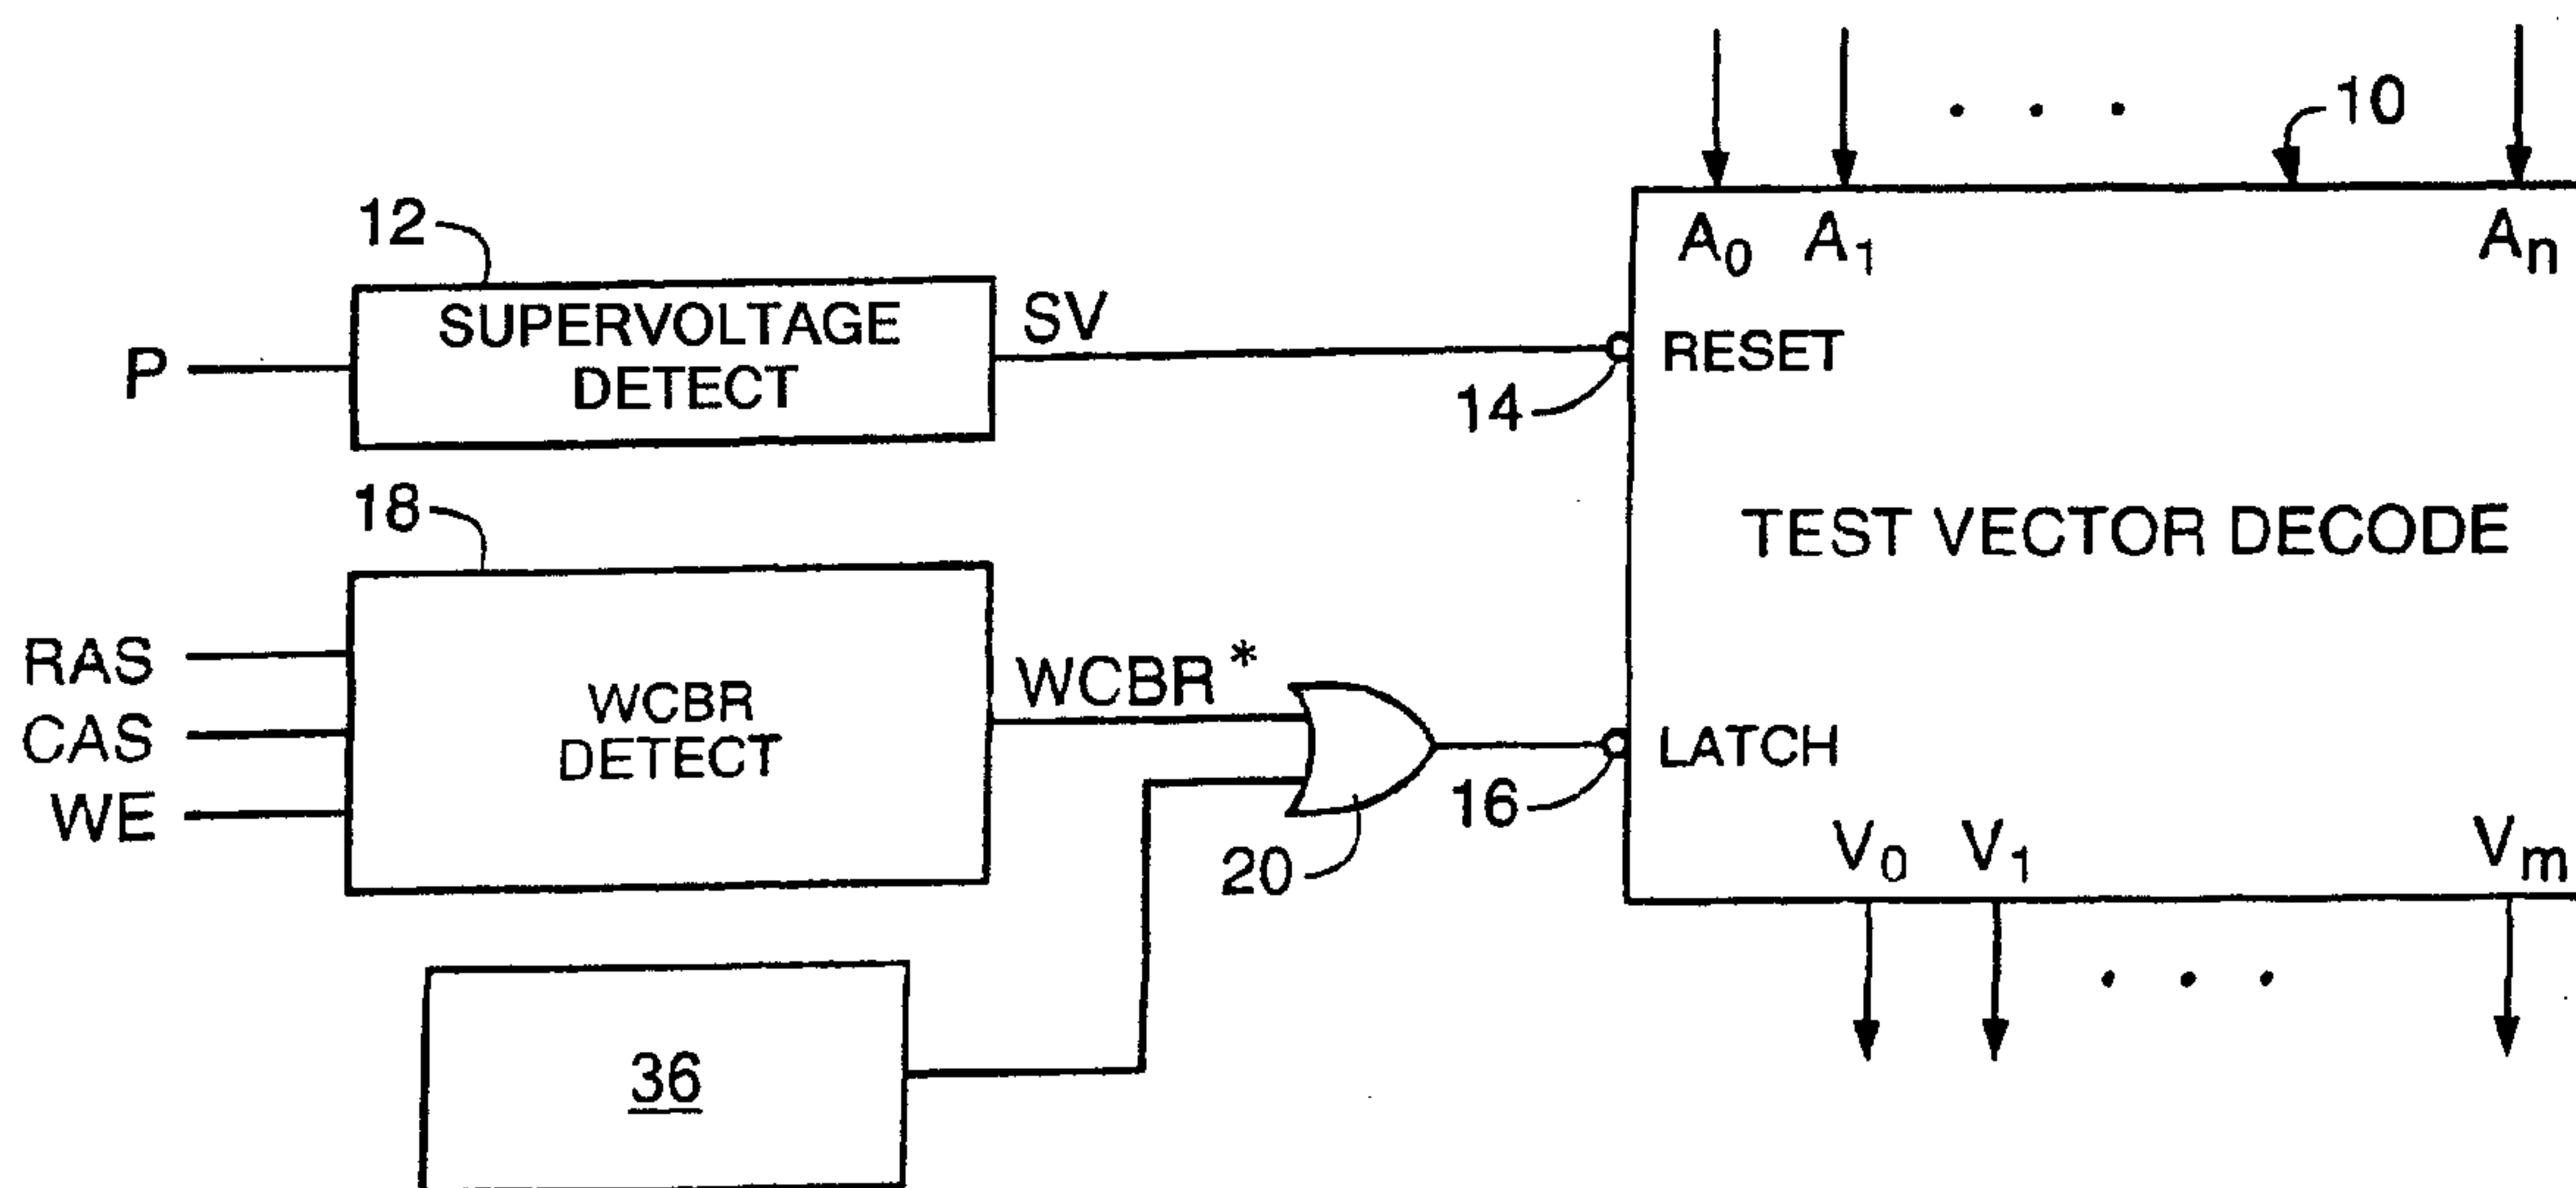 10
A0 A1 An
12
SUPERVOLTAGE
DETECT
SV
P
RESET
14
18
TEST VECTOR DECODE
RAS
CAS
WE
WCBR
DETECT
WCBR*
LATCH
16
20
V0 V1 Vm
36